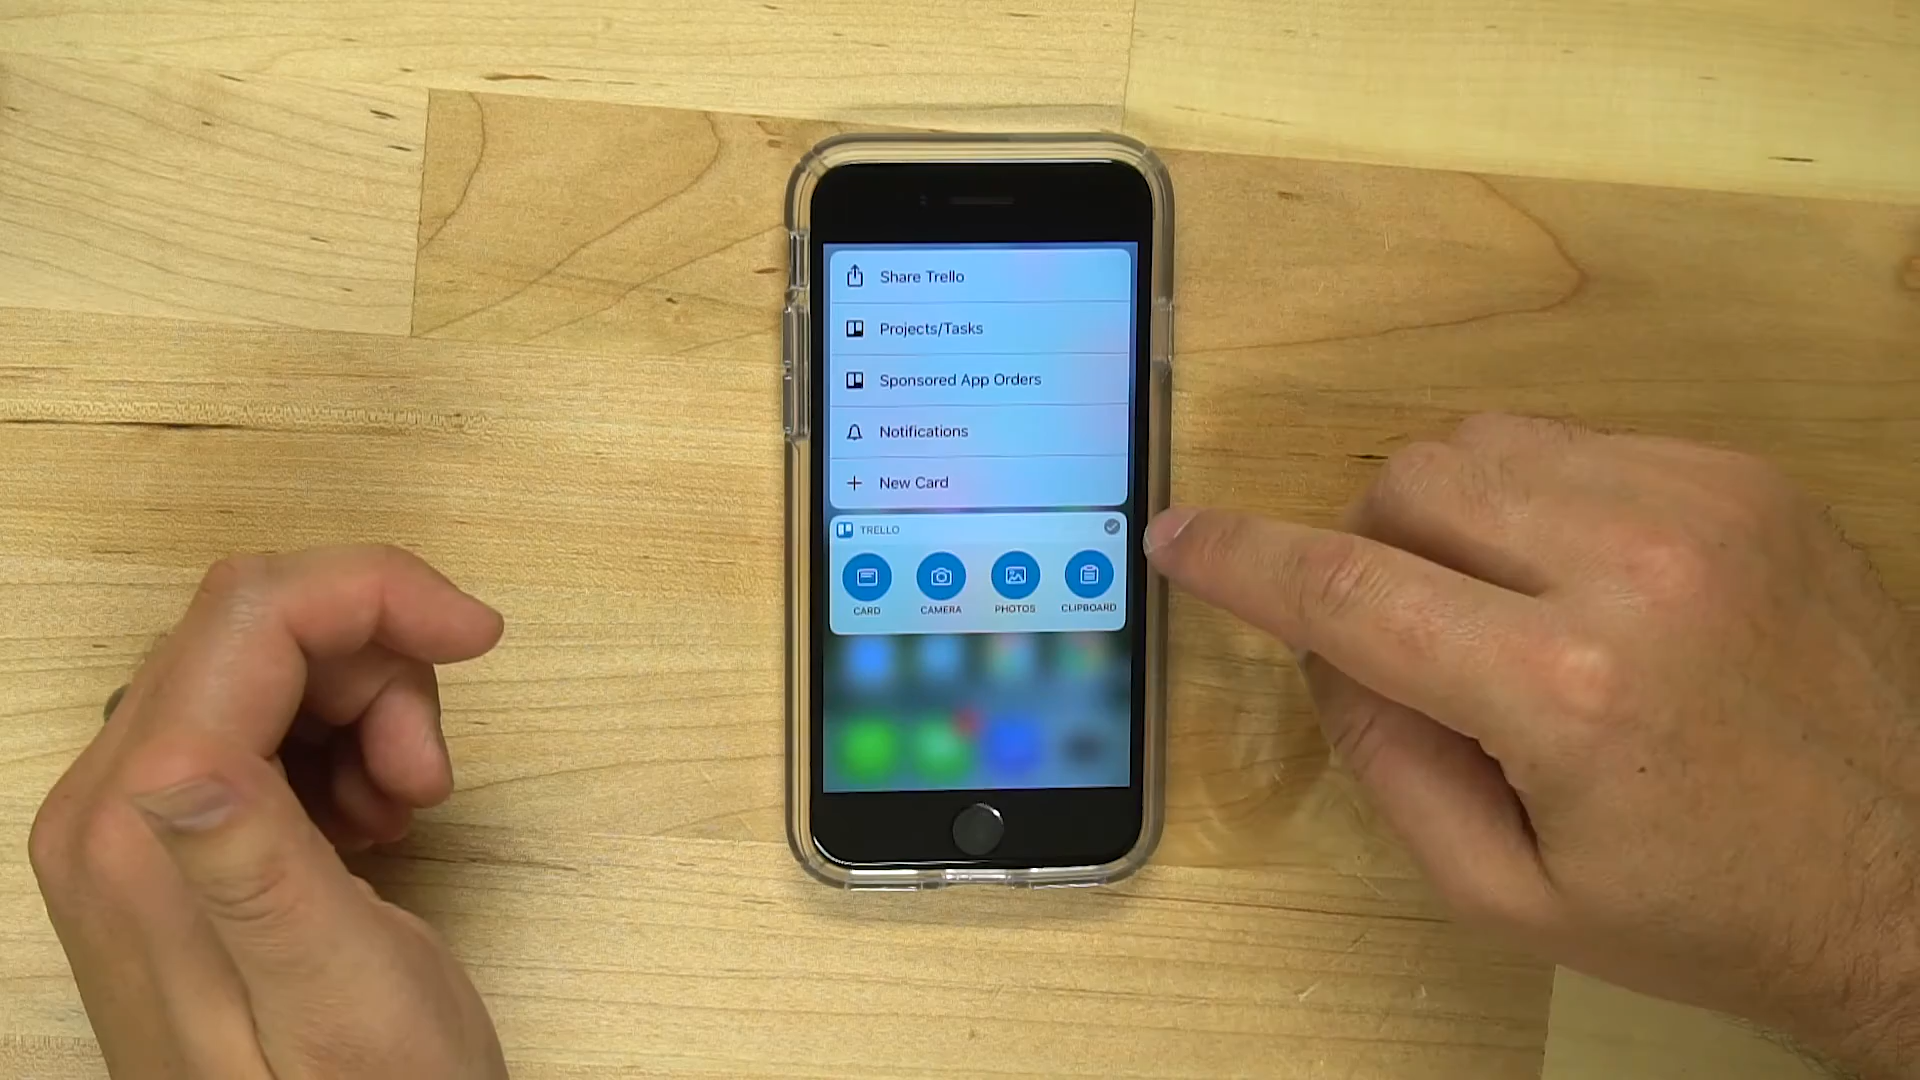 Share Trello
Projects/Tasks
Sponsored App Orders
Notifications
New Card
TRELLO
CARD CAMERA PHOTOS CLIPBOARD